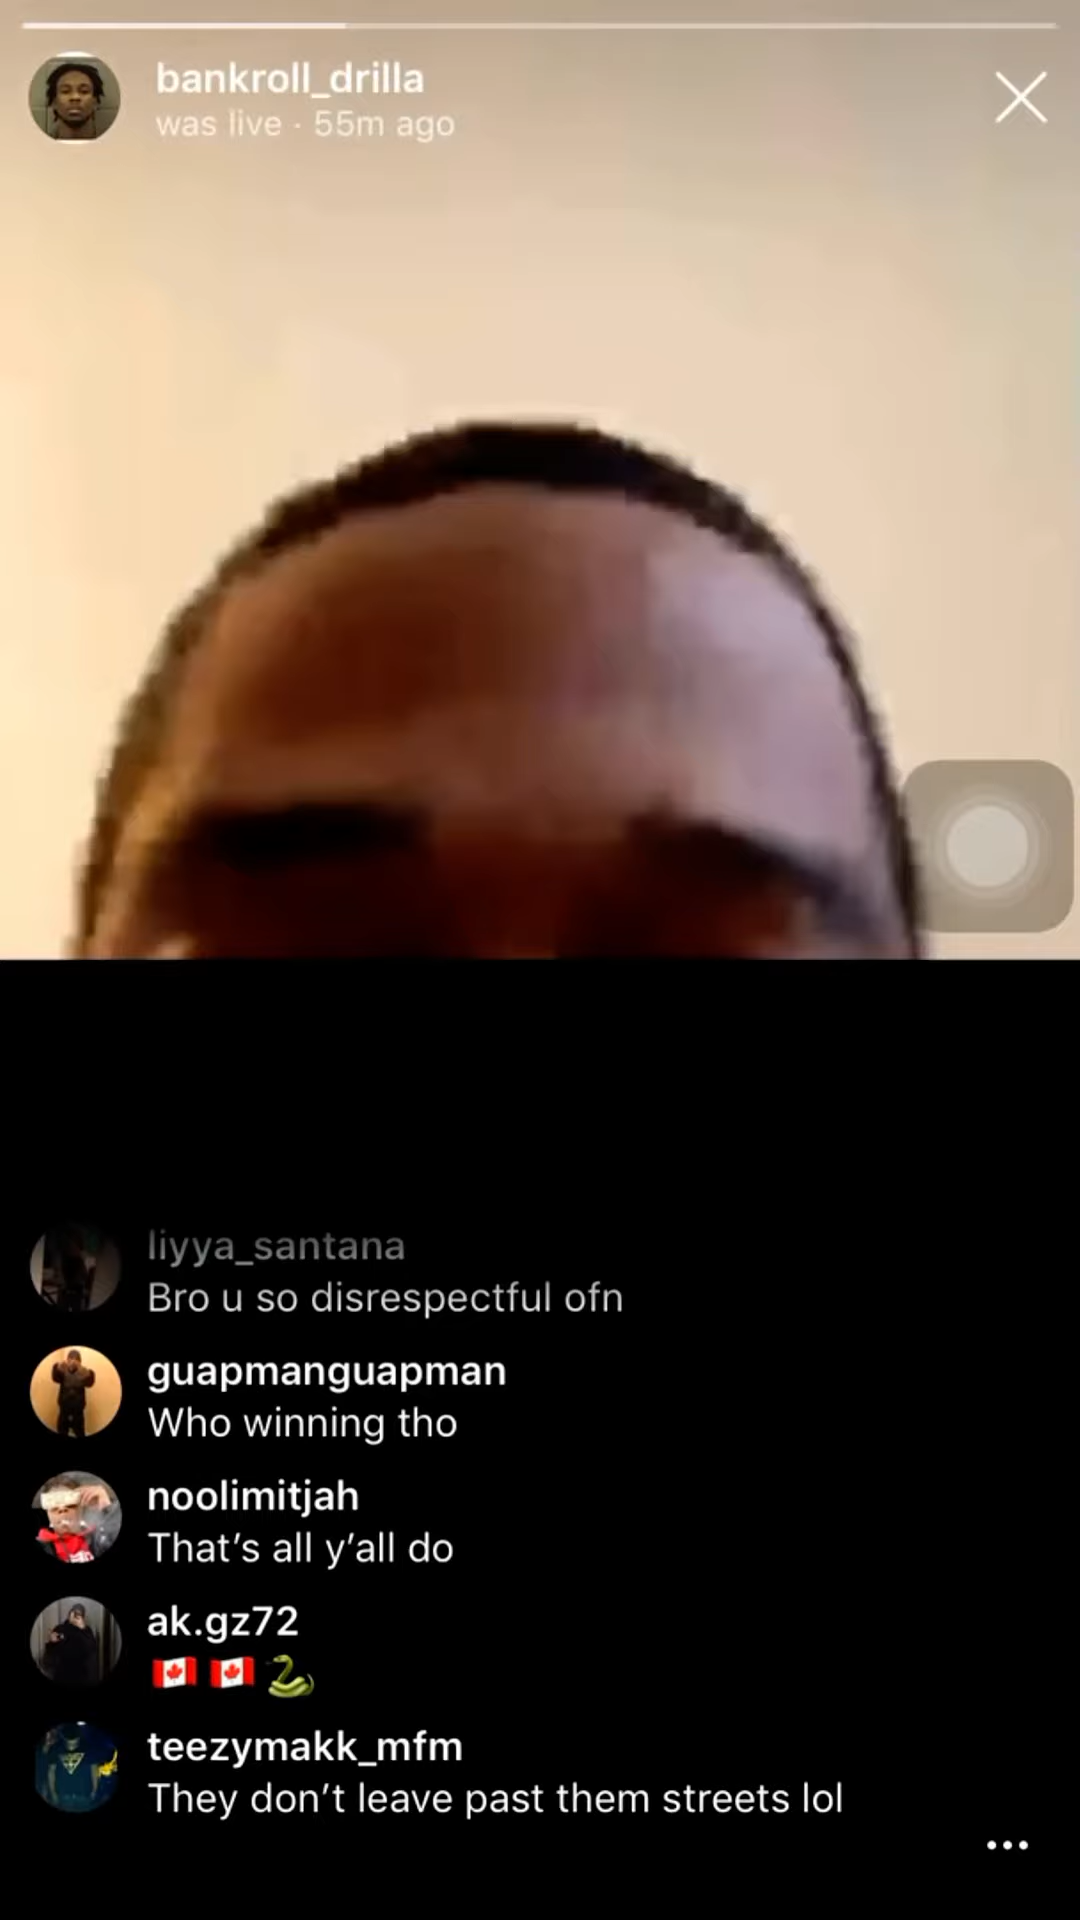 bankroll_drilla
was live · 55m ago
liyya_santana
Bro u so disrespectful ofn
guapmanguapman
Who winning tho
noolimitjah
That’s all y’all do
ak.gz72
🇨🇦 🇨🇦 🐍
teezymakk_mfm
They don’t leave past them streets lol